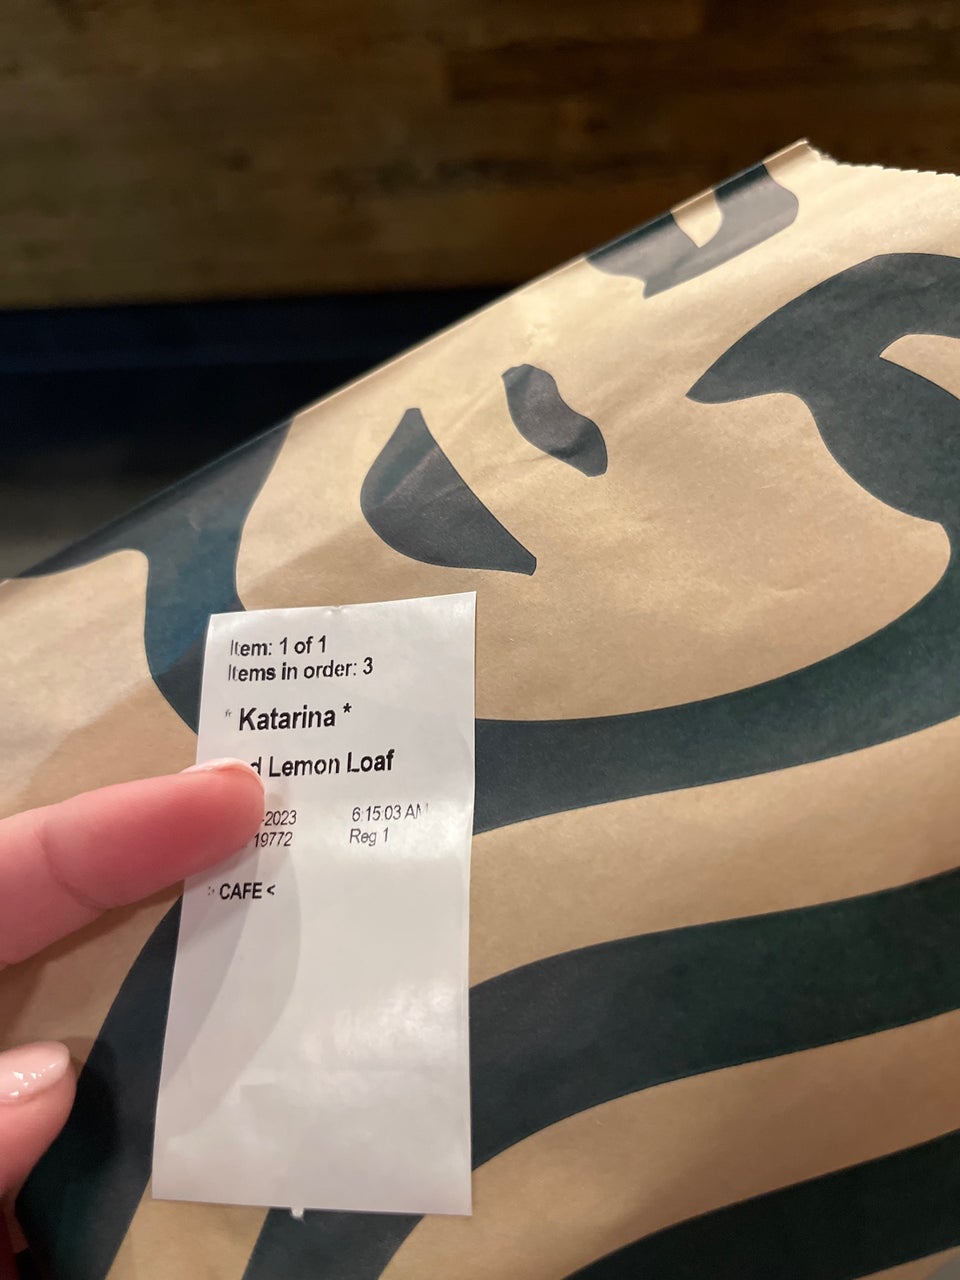 Item: 1 of 1
Items in order: 3
* Katarina *
d Lemon Loaf
-2023 6:15:03 AM
19772 Reg 1
> CAFE <